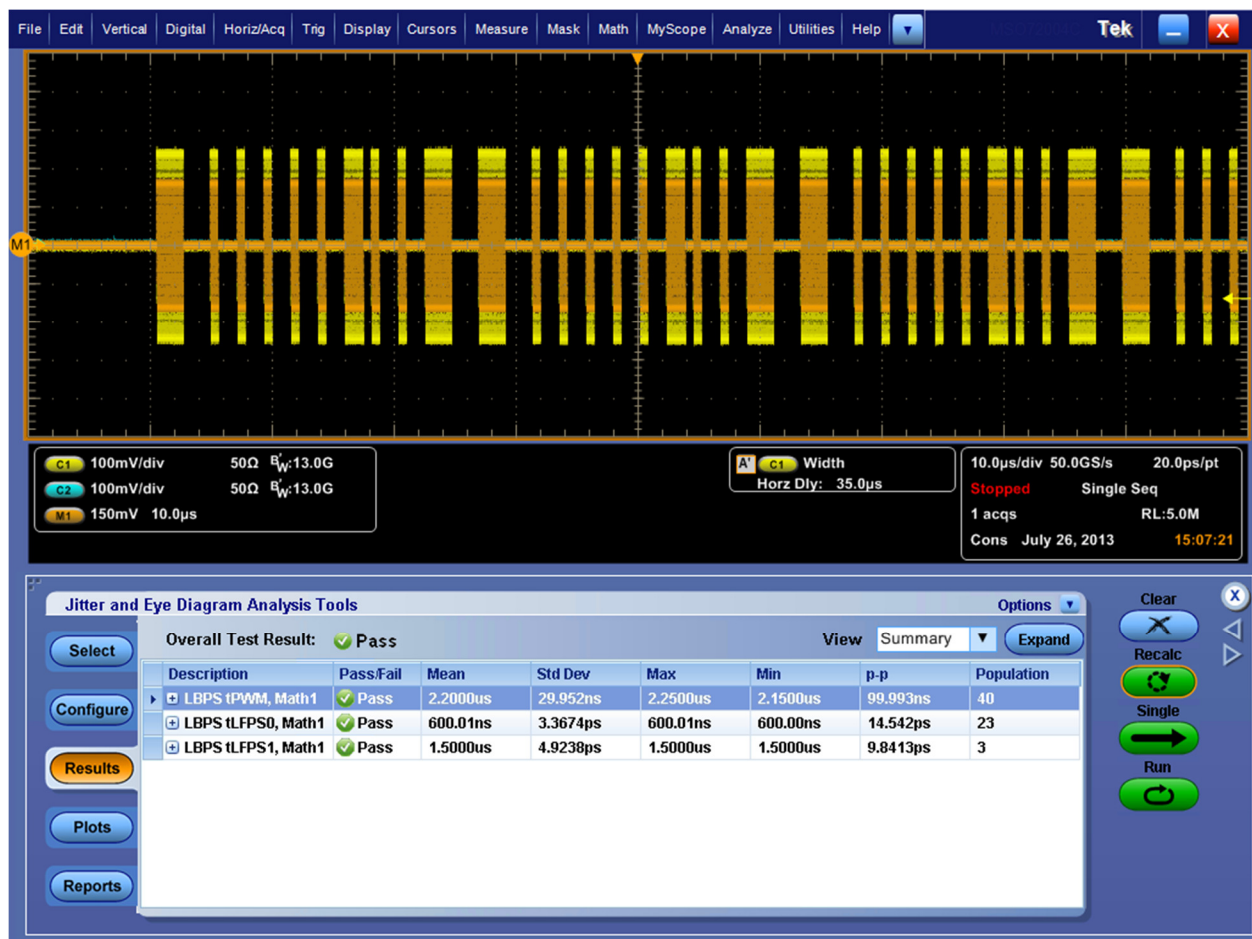 File Edit Vertical Digital Horiz/Acq Trig Display Cursors Measure Mask Math MyScope Analyze Utilities Help Tek X
M1
C1 100mV/div 50Ω BW:13.0G
C2 100mV/div 50Ω BW:13.0G
M1 150mV 10.0µs
A' C1 Width
Horz Dly: 35.0µs
10.0µs/div 50.0GS/s 20.0ps/pt
Stopped Single Seq
1 acqs RL:5.0M
Cons July 26, 2013 15:07:21
Jitter and Eye Diagram Analysis Tools Options
Select
Configure
Results
Plots
Reports
Overall Test Result: Pass View Summary Expand
Description Pass/Fail Mean Std Dev Max Min p-p Population
LBPS tPWM, Math1 Pass 2.2000us 29.952ns 2.2500us 2.1500us 99.993ns 40
LBPS tLFPS0, Math1 Pass 600.01ns 3.3674ps 600.01ns 600.00ns 14.542ps 23
LBPS tLFPS1, Math1 Pass 1.5000us 4.9238ps 1.5000us 1.5000us 9.8413ps 3
Clear X
Recalc
Single
Run